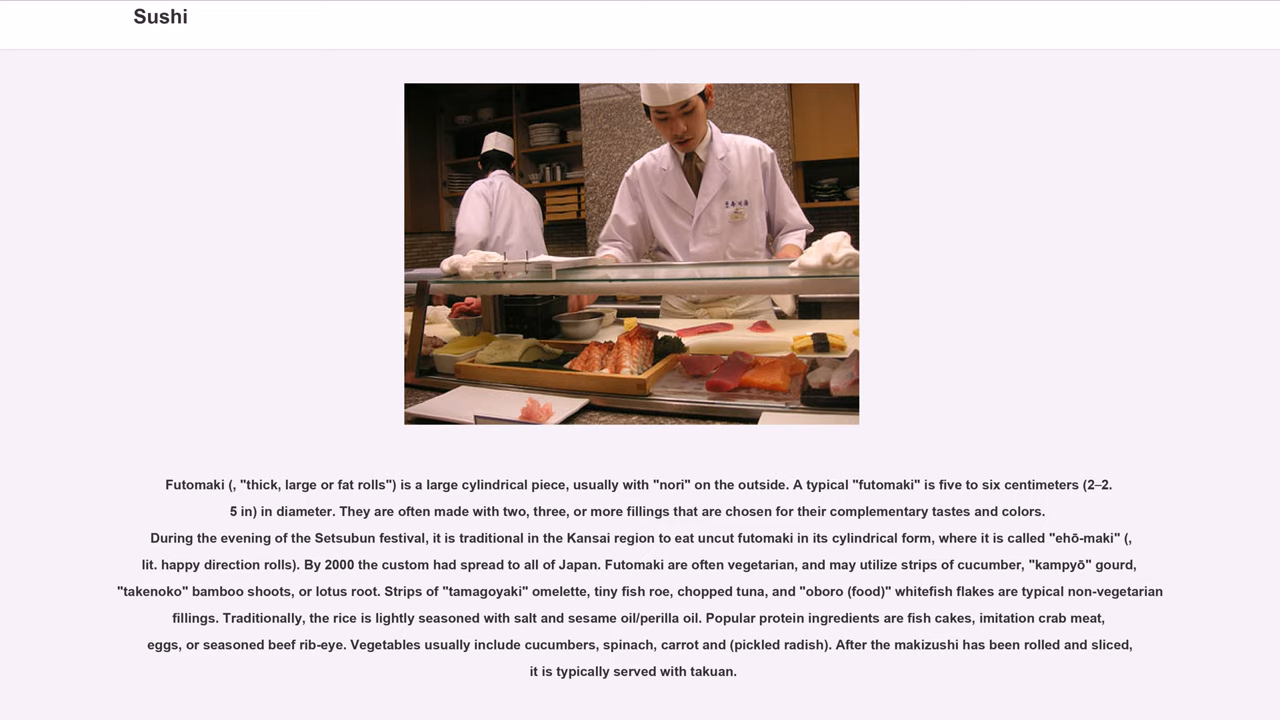 Sushi
Futomaki (, "thick, large or fat rolls") is a large cylindrical piece, usually with "nori" on the outside. A typical "futomaki" is five to six centimeters (2–2.
5 in) in diameter. They are often made with two, three, or more fillings that are chosen for their complementary tastes and colors.
During the evening of the Setsubun festival, it is traditional in the Kansai region to eat uncut futomaki in its cylindrical form, where it is called "ehō-maki" (,
lit. happy direction rolls). By 2000 the custom had spread to all of Japan. Futomaki are often vegetarian, and may utilize strips of cucumber, "kampyō" gourd,
"takenoko" bamboo shoots, or lotus root. Strips of "tamagoyaki" omelette, tiny fish roe, chopped tuna, and "oboro (food)" whitefish flakes are typical non-vegetarian
fillings. Traditionally, the rice is lightly seasoned with salt and sesame oil/perilla oil. Popular protein ingredients are fish cakes, imitation crab meat,
eggs, or seasoned beef rib-eye. Vegetables usually include cucumbers, spinach, carrot and (pickled radish). After the makizushi has been rolled and sliced,
it is typically served with takuan.